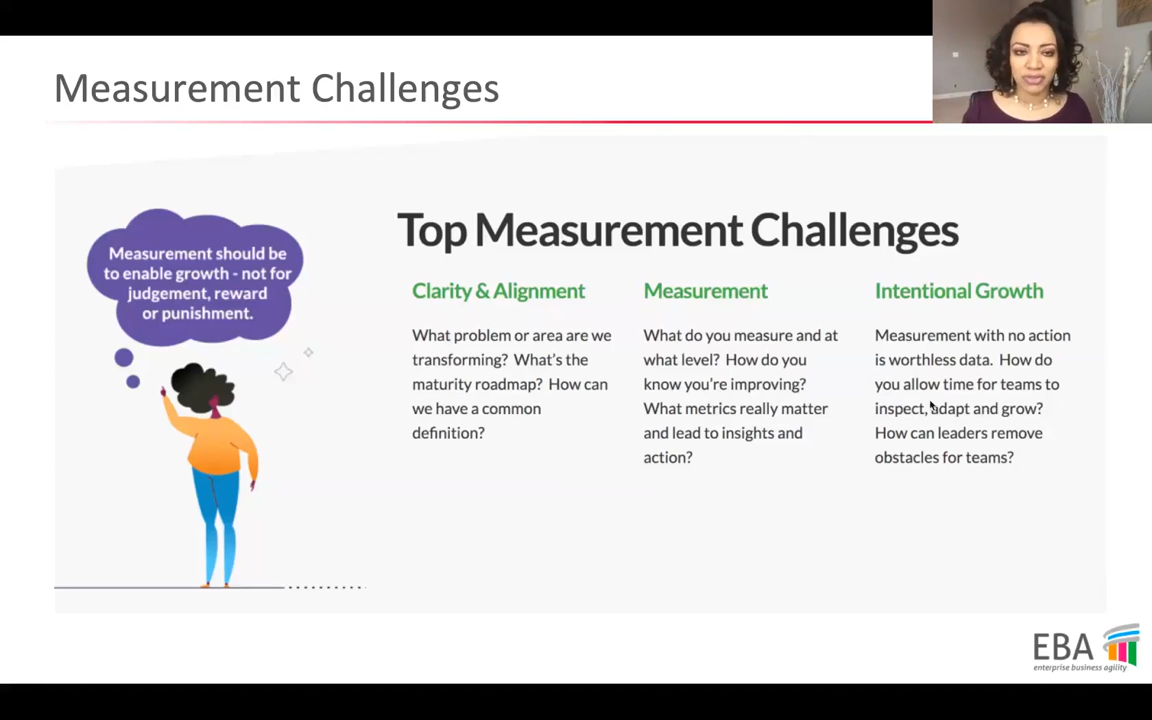 Measurement Challenges
Measurement should be
to enable growth - not for
judgement, reward
or punishment.
Top Measurement Challenges
Clarity & Alignment
What problem or area are we
transforming? What's the
maturity roadmap? How can
we have a common
definition?
Measurement
What do you measure and at
what level? How do you
know you're improving?
What metrics really matter
and lead to insights and
action?
Intentional Growth
Measurement with no action
is worthless data. How do
you allow time for teams to
inspect, adapt and grow?
How can leaders remove
obstacles for teams?
EBA
enterprise business agility